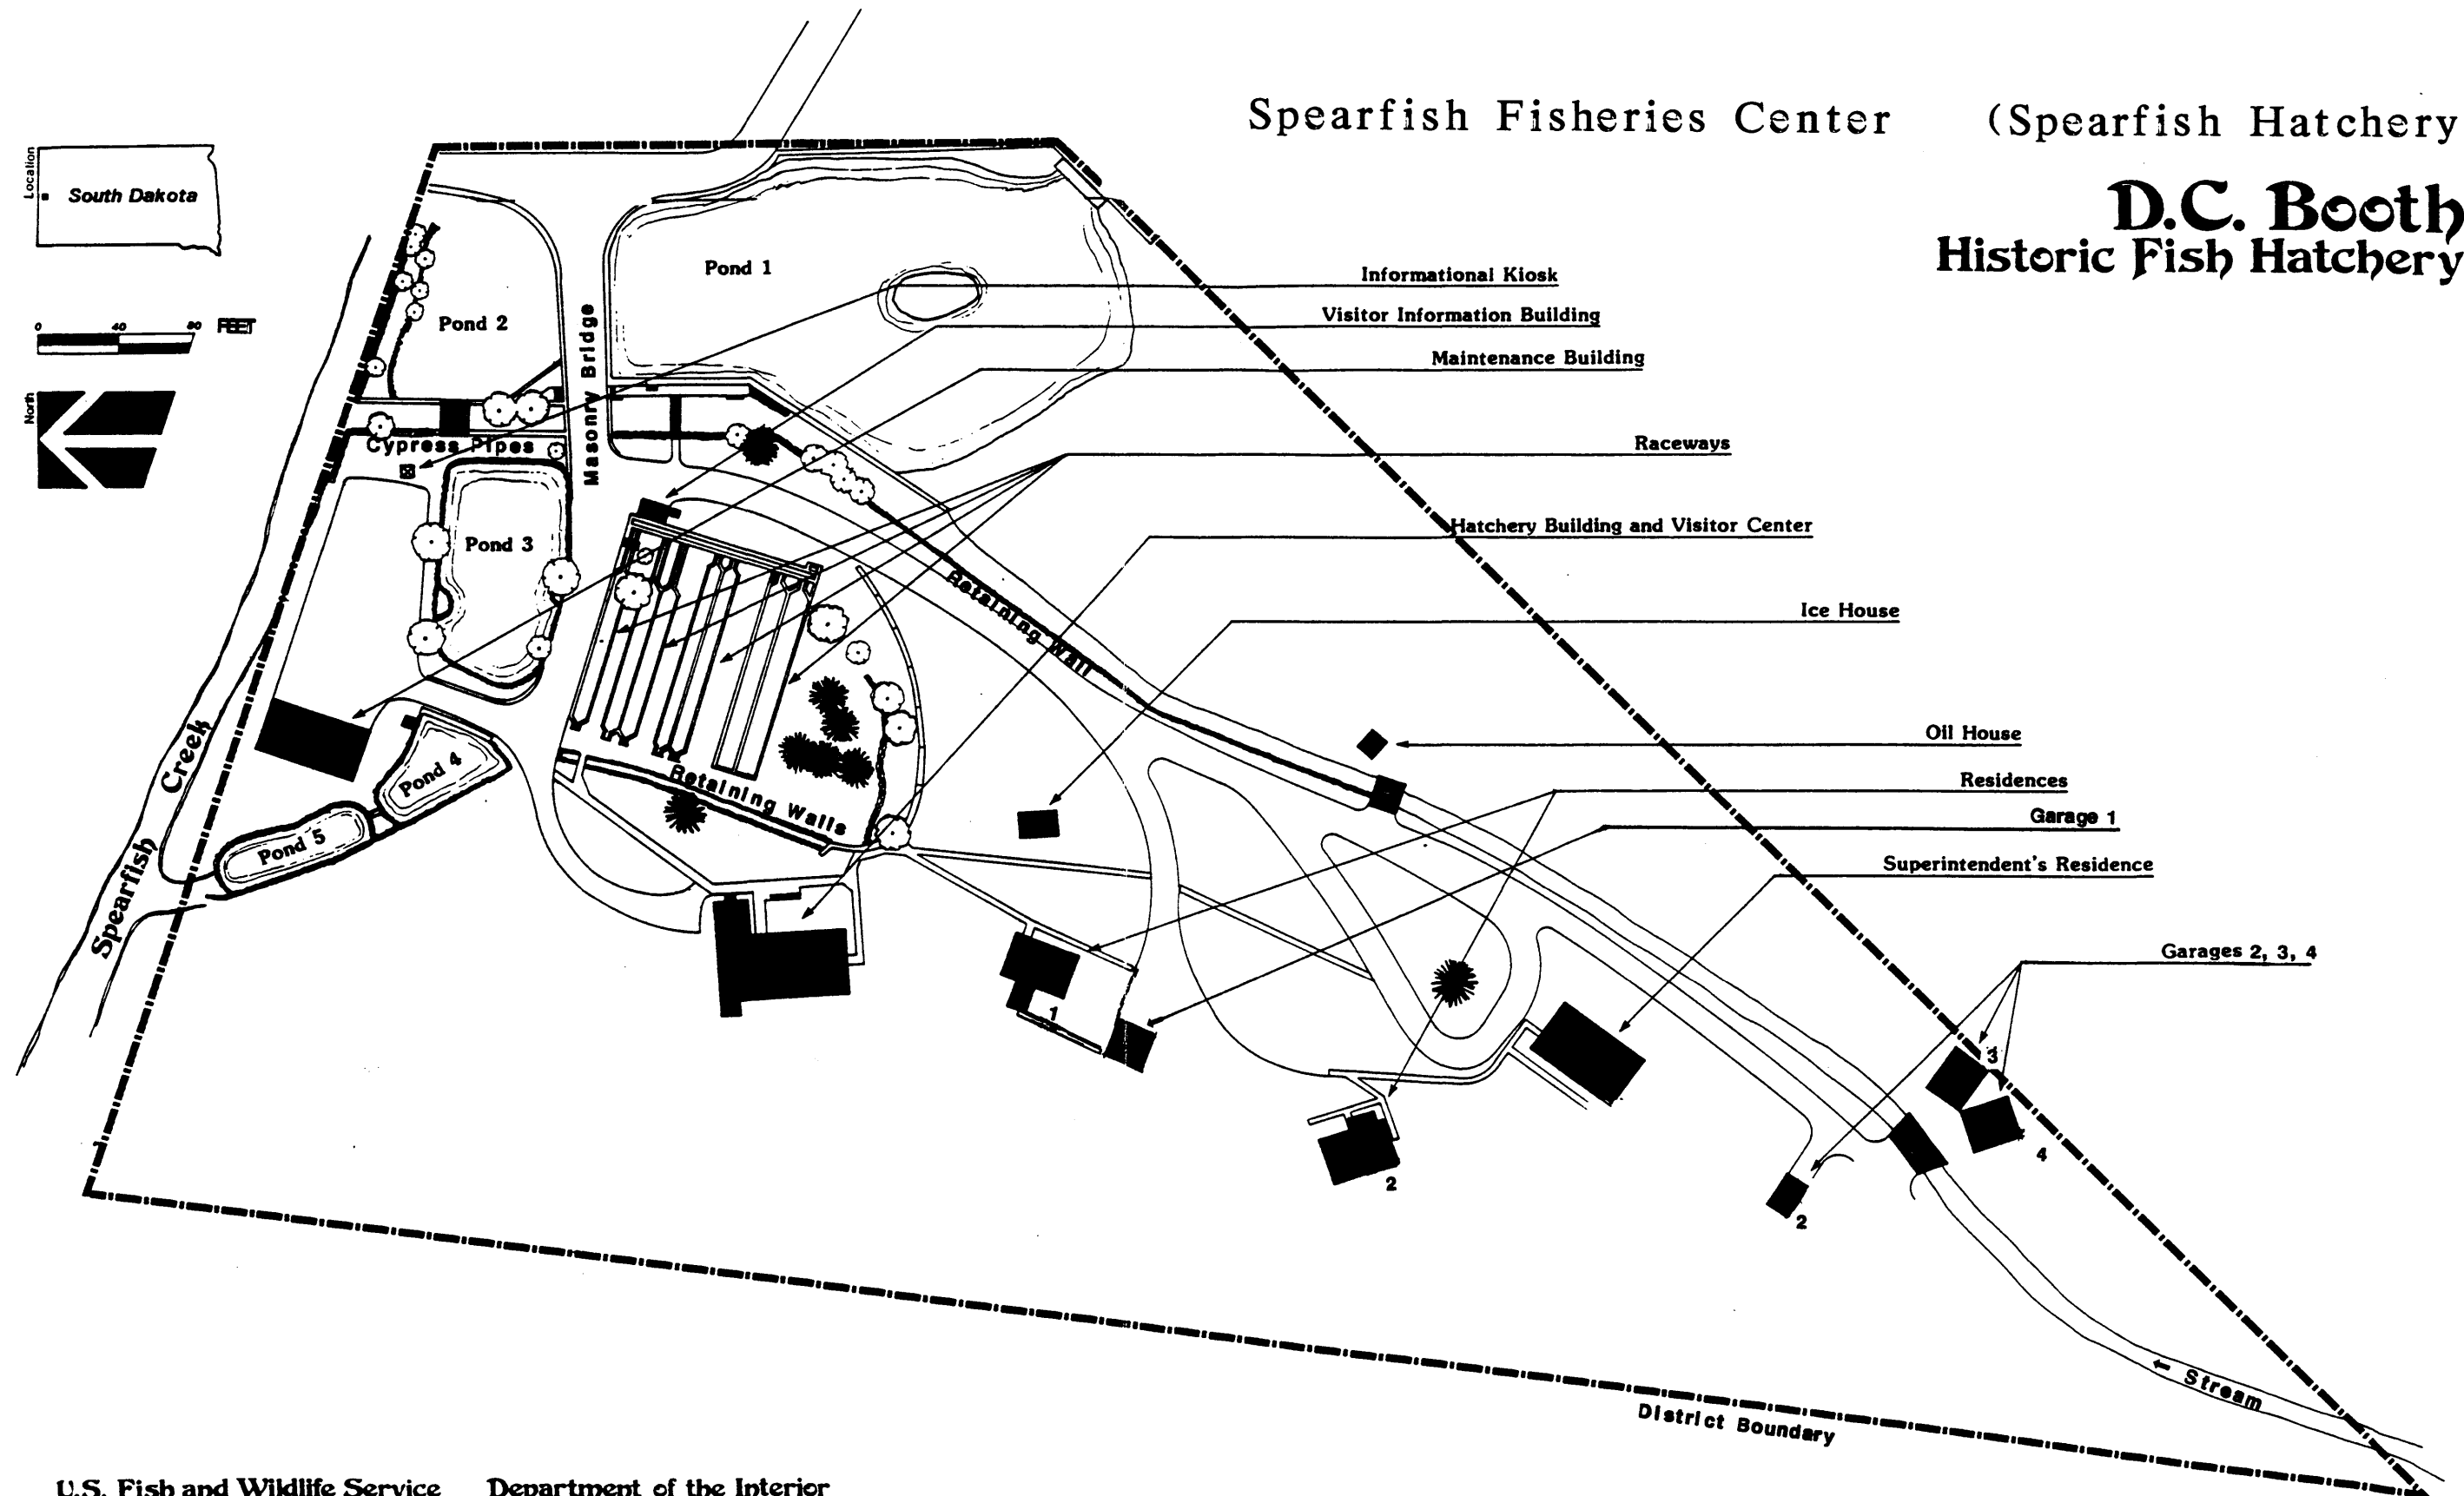 Spearfish Fisheries Center (Spearfish Hatchery
D.C. Booth
Historic Fish Hatchery
Location
South Dakota
0 40 80 FEET
North
Pond 1
Pond 2
Masonry Bridge
Cypress Pipes
Pond 3
Informational Kiosk
Visitor Information Building
Maintenance Building
Raceways
Hatchery Building and Visitor Center
Ice House
Retaining Wall
Oil House
Residences
Garage 1
Superintendent's Residence
Garages 2, 3, 4
Pond 4
Pond 5
Retaining Walls
Spearfish Creek
1
2
2
3
4
Stream
District Boundary
U.S. Fish and Wildlife Service Department of the Interior